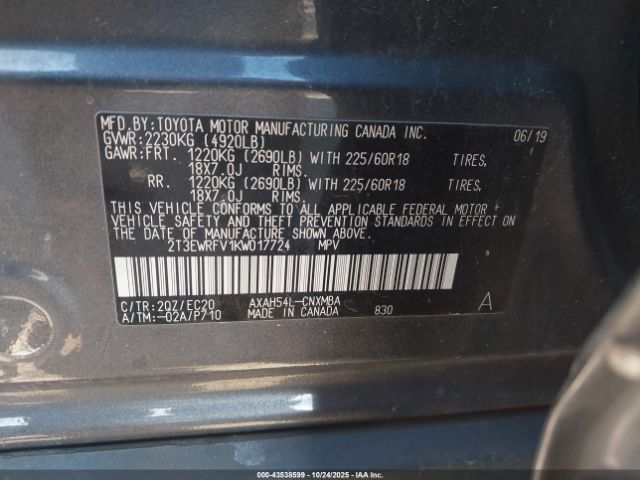 MFD.BY:TOYOTA MOTOR MANUFACTURING CANADA INC. 06/19
GVWR:2230KG (4920LB)
GAWR:FRT. 1220KG (2690LB) WITH 225/60R18 TIRES,
18X7.0J RIMS.
RR. 1220KG (2690LB) WITH 225/60R18 TIRES,
18X7.0J RIMS.
THIS VEHICLE CONFORMS TO ALL APPLICABLE FEDERAL MOTOR
VEHICLE SAFETY AND THEFT PREVENTION STANDARDS IN EFFECT
ON THE DATE OF MANUFACTURE SHOWN ABOVE.
2T3EWRFV1KW017724 MPV
C/TR:207/EC20 AXAH54L-CNXMBA A
A/TM:-02A/P710 MADE IN CANADA 830
000-43538599 - 10/24/2025 - IAAI.COM